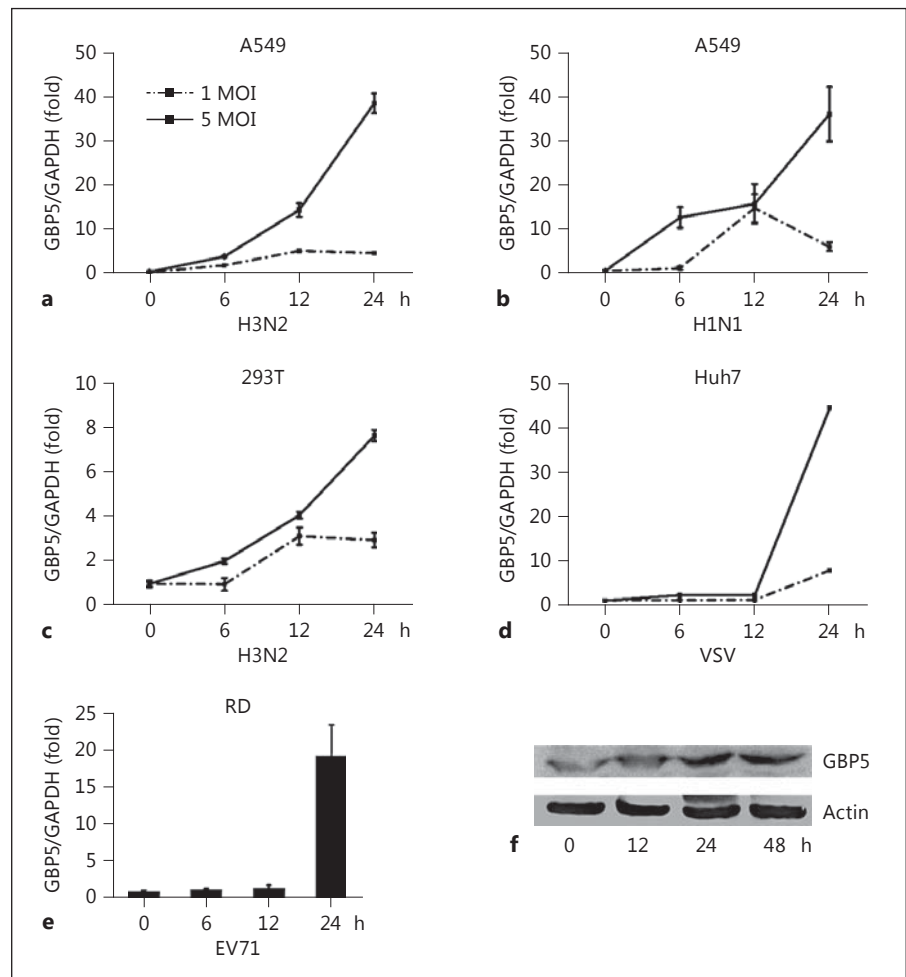 A549
GBP5/GAPDH (fold)
50
40
30
20
10
0
1 MOI
5 MOI
0 6 12 24 h
a
H3N2
A549
GBP5/GAPDH (fold)
50
40
30
20
10
0
0 6 12 24 h
b
H1N1
293T
GBP5/GAPDH (fold)
10
8
6
4
2
0
0 6 12 24 h
c
H3N2
Huh7
GBP5/GAPDH (fold)
50
40
30
20
10
0
0 6 12 24 h
d
VSV
RD
GBP5/GAPDH (fold)
25
20
15
10
5
0
0 6 12 24 h
e
EV71
GBP5
Actin
f 0 12 24 48 h